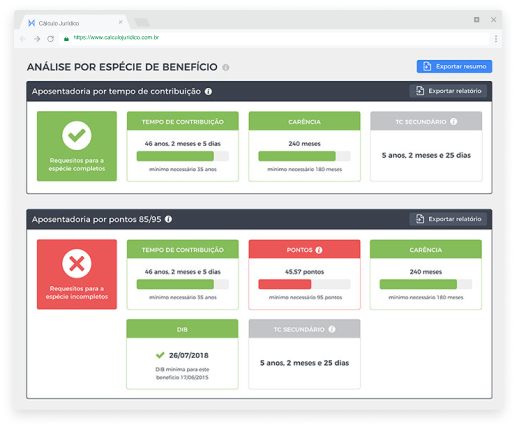 Cálculo Jurídico
https://www.calculojuridico.com.br
ANÁLISE POR ESPÉCIE DE BENEFÍCIO
Exportar resumo
Aposentadoria por tempo de contribuição
Exportar relatório
Requesitos para a
espécie completos
TEMPO DE CONTRIBUIÇÃO
46 anos, 2 meses e 5 dias
mínimo necessário 35 anos
CARÊNCIA
240 meses
mínimo necessário 180 meses
TC SECUNDÁRIO
5 anos, 2 meses e 25 dias
Aposentadoria por pontos 85/95
Exportar relatório
Requesitos para a
espécie incompletos
TEMPO DE CONTRIBUIÇÃO
46 anos, 2 meses e 5 dias
mínimo necessário 35 anos
PONTOS
45,57 pontos
mínimo necessário 95 pontos
CARÊNCIA
240 meses
mínimo necessário 180 meses
DIB
26/07/2018
DIB mínima para este
benefício 17/06/2015
TC SECUNDÁRIO
5 anos, 2 meses e 25 dias